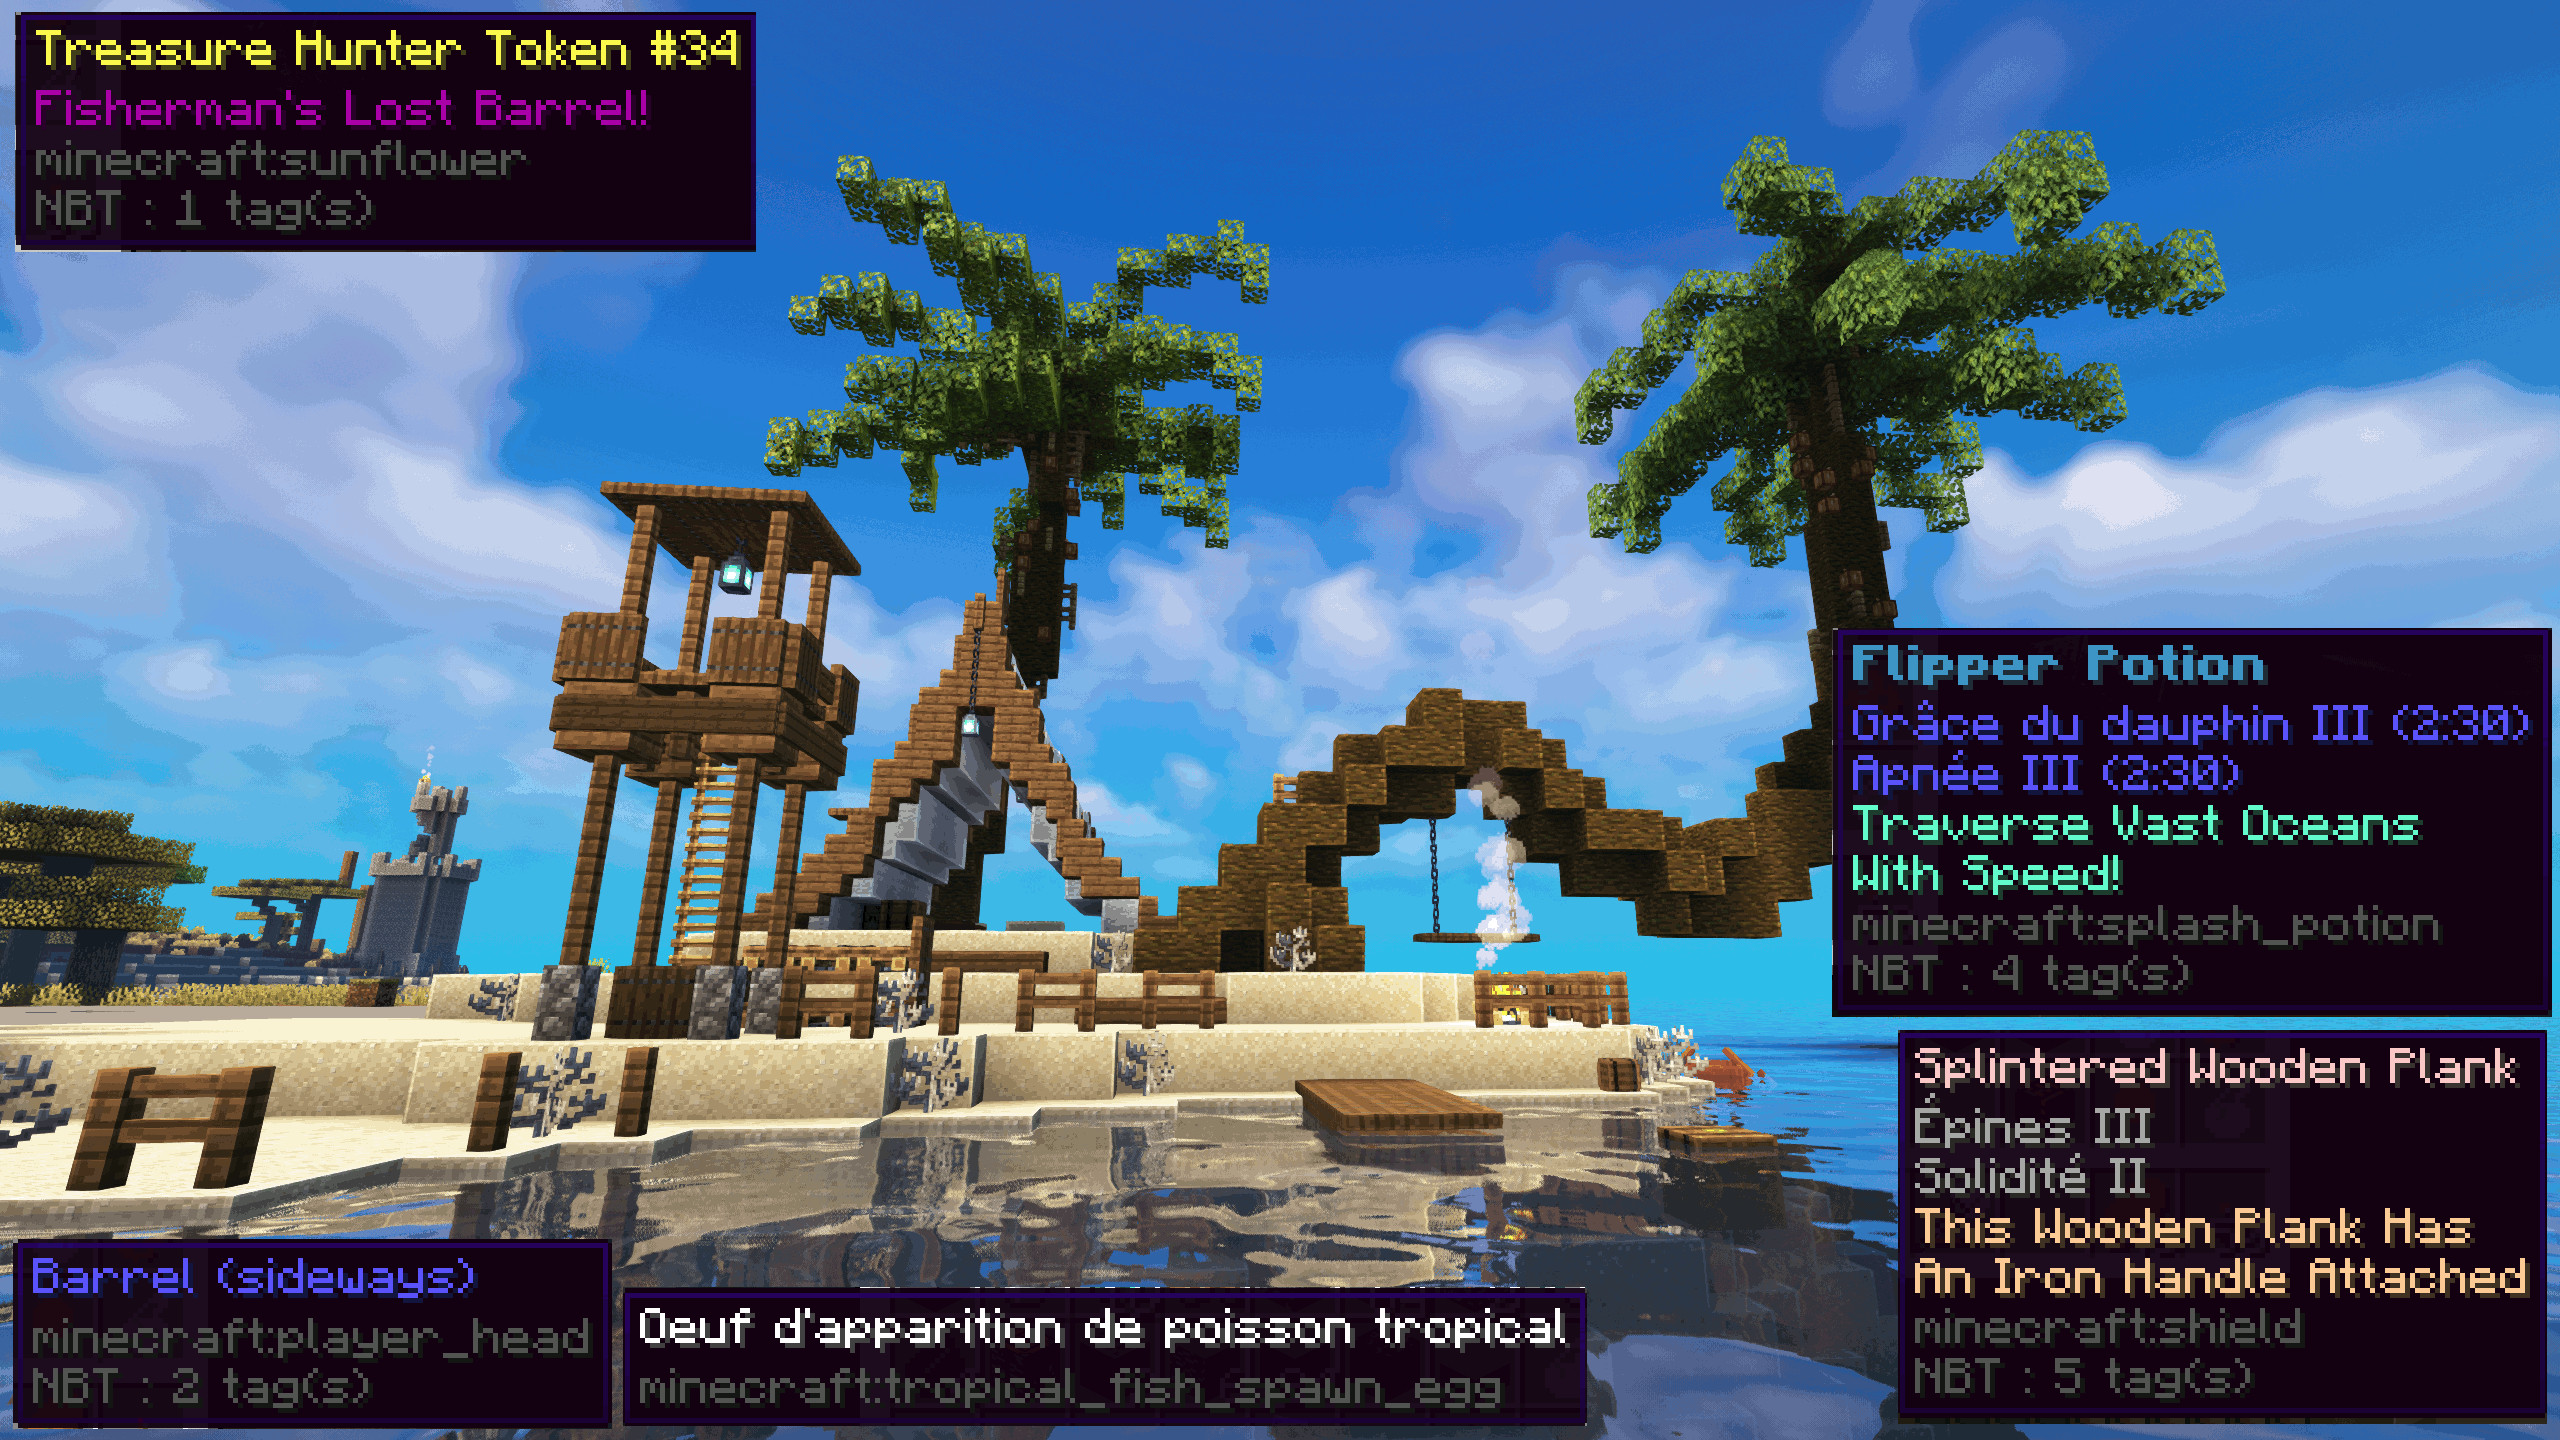 Treasure Hunter Token #34
Fisherman's Lost Barrel!
minecraft:sunflower
NBT : 1 tag(s)
Flipper Potion
Grâce du dauphin III (2:30)
Apnée III (2:30)
Traverse Vast Oceans
With Speed!
minecraft:splash_potion
NBT : 4 tag(s)
Splintered Wooden Plank
Épines III
Solidité II
This Wooden Plank Has
An Iron Handle Attached
minecraft:shield
NBT : 5 tag(s)
Barrel (sideways)
minecraft:player_head
NBT : 2 tag(s)
Oeuf d'apparition de poisson tropical
minecraft:tropical_fish_spawn_egg